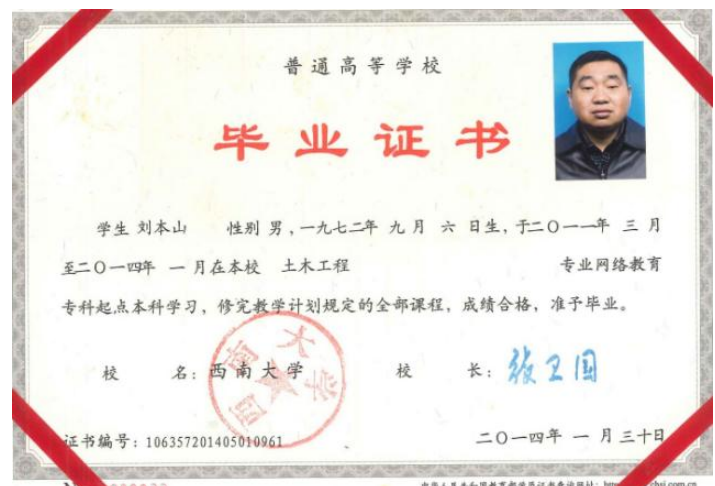 普通高等学校
毕业证书
学生 刘本山 性别 男,一九七二年 九 月 六 日生,于二〇一一年 三 月
至二〇一四年 一 月在本校 土木工程 专业网络教育
专科起点本科学习,修完教学计划规定的全部课程,成绩合格,准予毕业。
校 名:西南大学 校 长:张卫国
西南大学
证书编号:106357201405010961 二〇一四年 一 月三十日